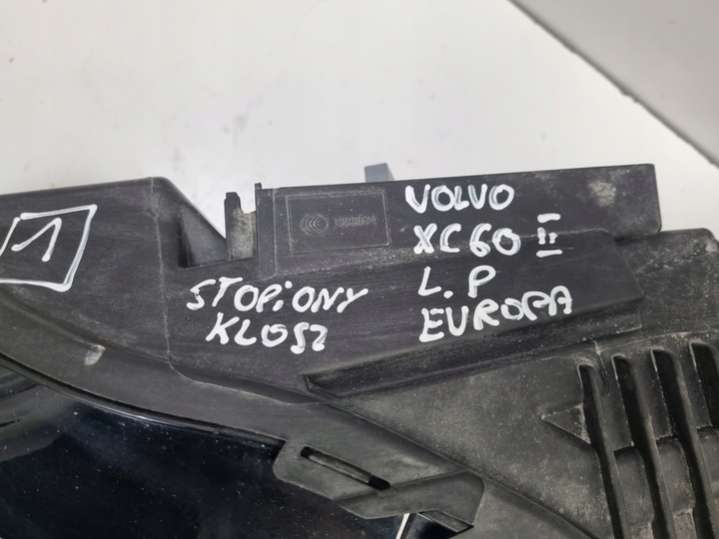 1
VOLVO
XC60 II
L.P
EUROPA
STOPIONY
KLOSZ